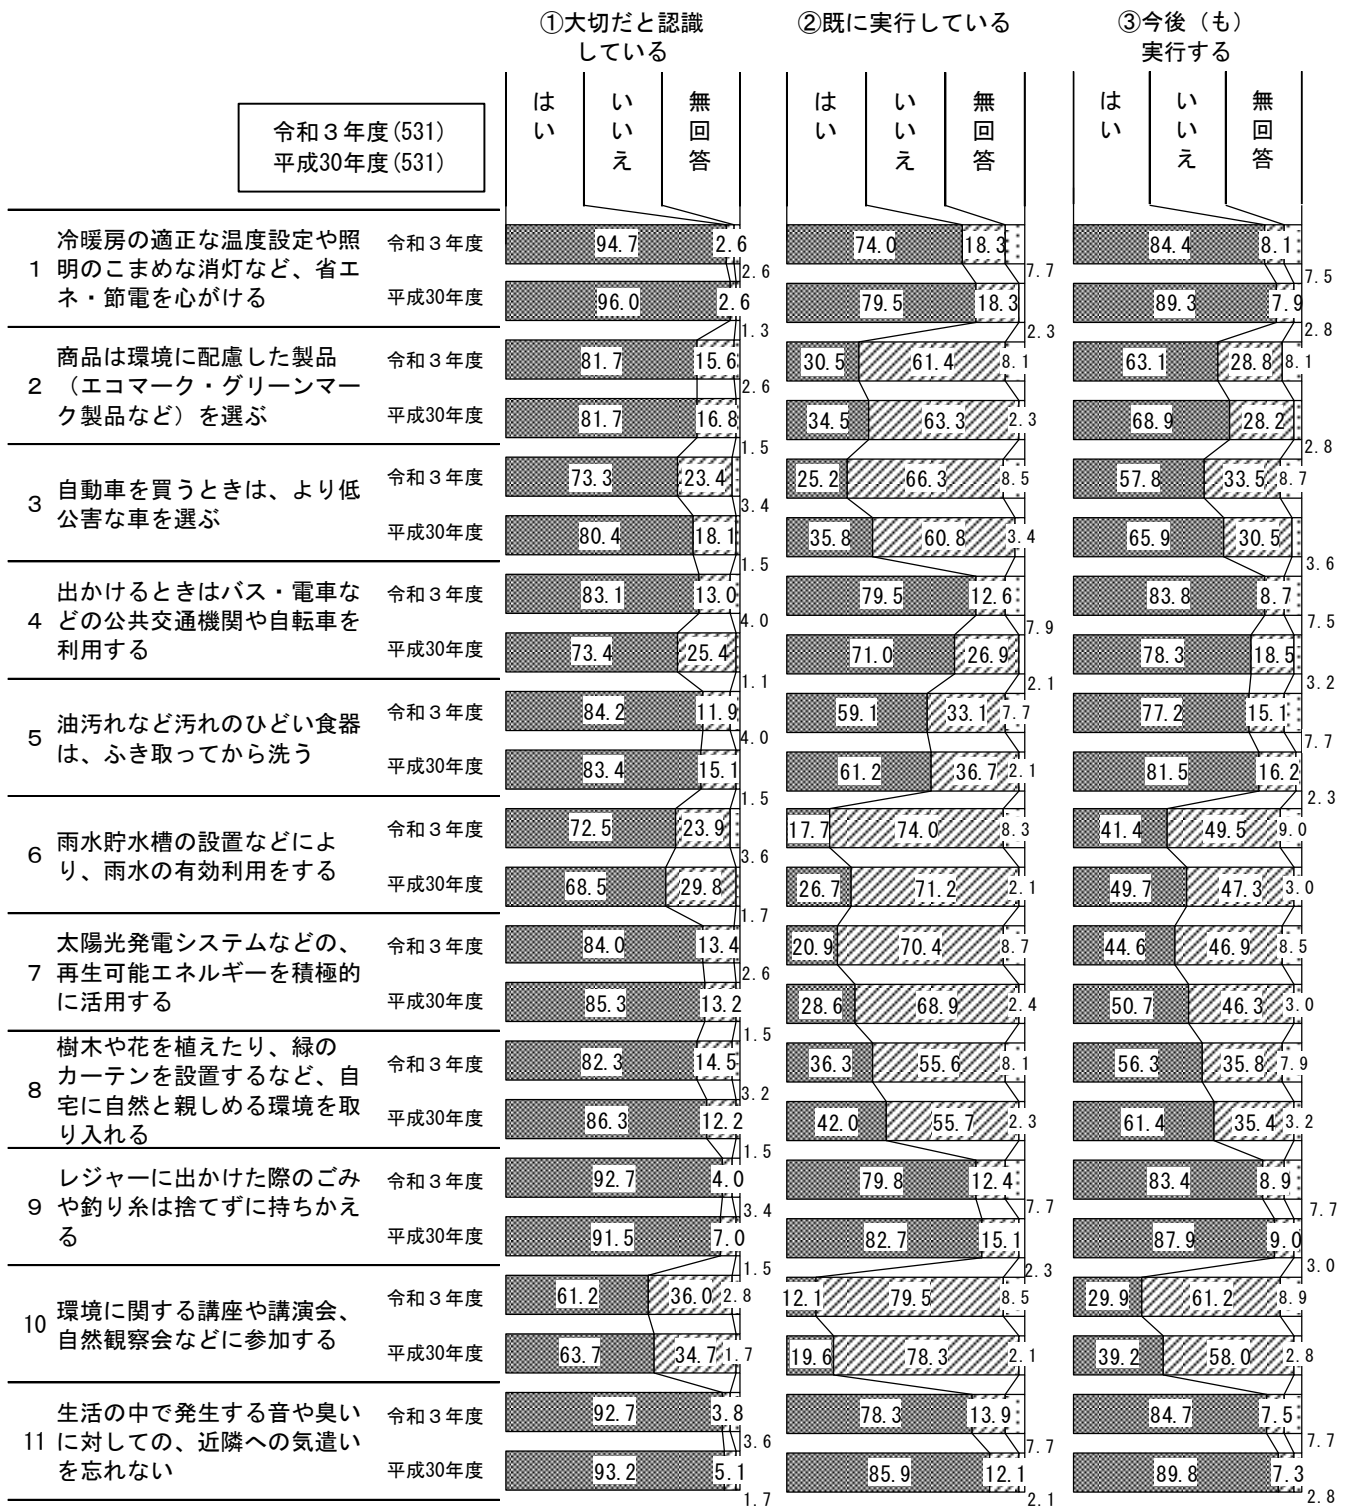 ①大切だと認識
している
②既に実行している
③今後（も）
実行する
はい
いいえ
無回答
はい
いいえ
無回答
はい
いいえ
無回答
令和３年度(531)
平成30年度(531)
1
冷暖房の適正な温度設定や照
明のこまめな消灯など、省エ
ネ・節電を心がける
令和３年度
94.7 2.6 2.6
74.0 18.3 7.7
84.4 8.1 7.5
平成30年度
96.0 2.6 1.3
79.5 18.3 2.3
89.3 7.9 2.8
2
商品は環境に配慮した製品
（エコマーク・グリーンマー
ク製品など）を選ぶ
令和３年度
81.7 15.6 2.6
30.5 61.4 8.1
63.1 28.8 8.1
平成30年度
81.7 16.8 1.5
34.5 63.3 2.3
68.9 28.2 2.8
3
自動車を買うときは、より低
公害な車を選ぶ
令和３年度
73.3 23.4 3.4
25.2 66.3 8.5
57.8 33.5 8.7
平成30年度
80.4 18.1 1.5
35.8 60.8 3.4
65.9 30.5 3.6
4
出かけるときはバス・電車な
どの公共交通機関や自転車を
利用する
令和３年度
83.1 13.0 4.0
79.5 12.6 7.9
83.8 8.7 7.5
平成30年度
73.4 25.4 1.1
71.0 26.9 2.1
78.3 18.5 3.2
5
油汚れなど汚れのひどい食器
は、ふき取ってから洗う
令和３年度
84.2 11.9 4.0
59.1 33.1 7.7
77.2 15.1 7.7
平成30年度
83.4 15.1 1.5
61.2 36.7 2.1
81.5 16.2 2.3
6
雨水貯水槽の設置などによ
り、雨水の有効利用をする
令和３年度
72.5 23.9 3.6
17.7 74.0 8.3
41.4 49.5 9.0
平成30年度
68.5 29.8 1.7
26.7 71.2 2.1
49.7 47.3 3.0
7
太陽光発電システムなどの、
再生可能エネルギーを積極的
に活用する
令和３年度
84.0 13.4 2.6
20.9 70.4 8.7
44.6 46.9 8.5
平成30年度
85.3 13.2 1.5
28.6 68.9 2.4
50.7 46.3 3.0
8
樹木や花を植えたり、緑の
カーテンを設置するなど、自
宅に自然と親しめる環境を取
り入れる
令和３年度
82.3 14.5 3.2
36.3 55.6 8.1
56.3 35.8 7.9
平成30年度
86.3 12.2 1.5
42.0 55.7 2.3
61.4 35.4 3.2
9
レジャーに出かけた際のごみ
や釣り糸は捨てずに持ちかえ
る
令和３年度
92.7 4.0 3.4
79.8 12.4 7.7
83.4 8.9 7.7
平成30年度
91.5 7.0 1.5
82.7 15.1 2.3
87.9 9.0 3.0
10
環境に関する講座や講演会、
自然観察会などに参加する
令和３年度
61.2 36.0 2.8
12.1 79.5 8.5
29.9 61.2 8.9
平成30年度
63.7 34.7 1.7
19.6 78.3 2.1
39.2 58.0 2.8
11
生活の中で発生する音や臭い
に対しての、近隣への気遣い
を忘れない
令和３年度
92.7 3.8 3.6
78.3 13.9 7.7
84.7 7.5 7.7
平成30年度
93.2 5.1 1.7
85.9 12.1 2.1
89.8 7.3 2.8